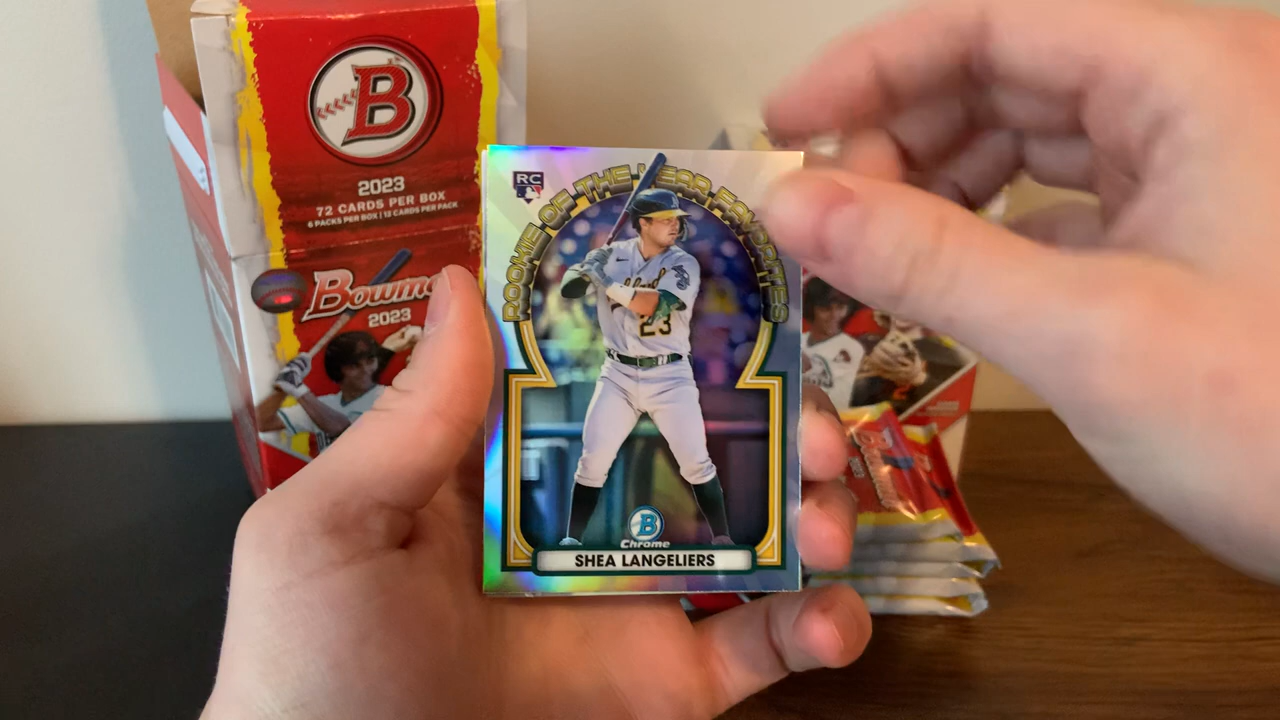 B
2023
72 CARDS PER BOX
6 PACKS PER BOX | 12 CARDS PER PACK
Bowma
2023
RC
ROOKIE OF THE YEAR FAVORITES
23
B
Chrome
SHEA LANGELIERS
Bowman